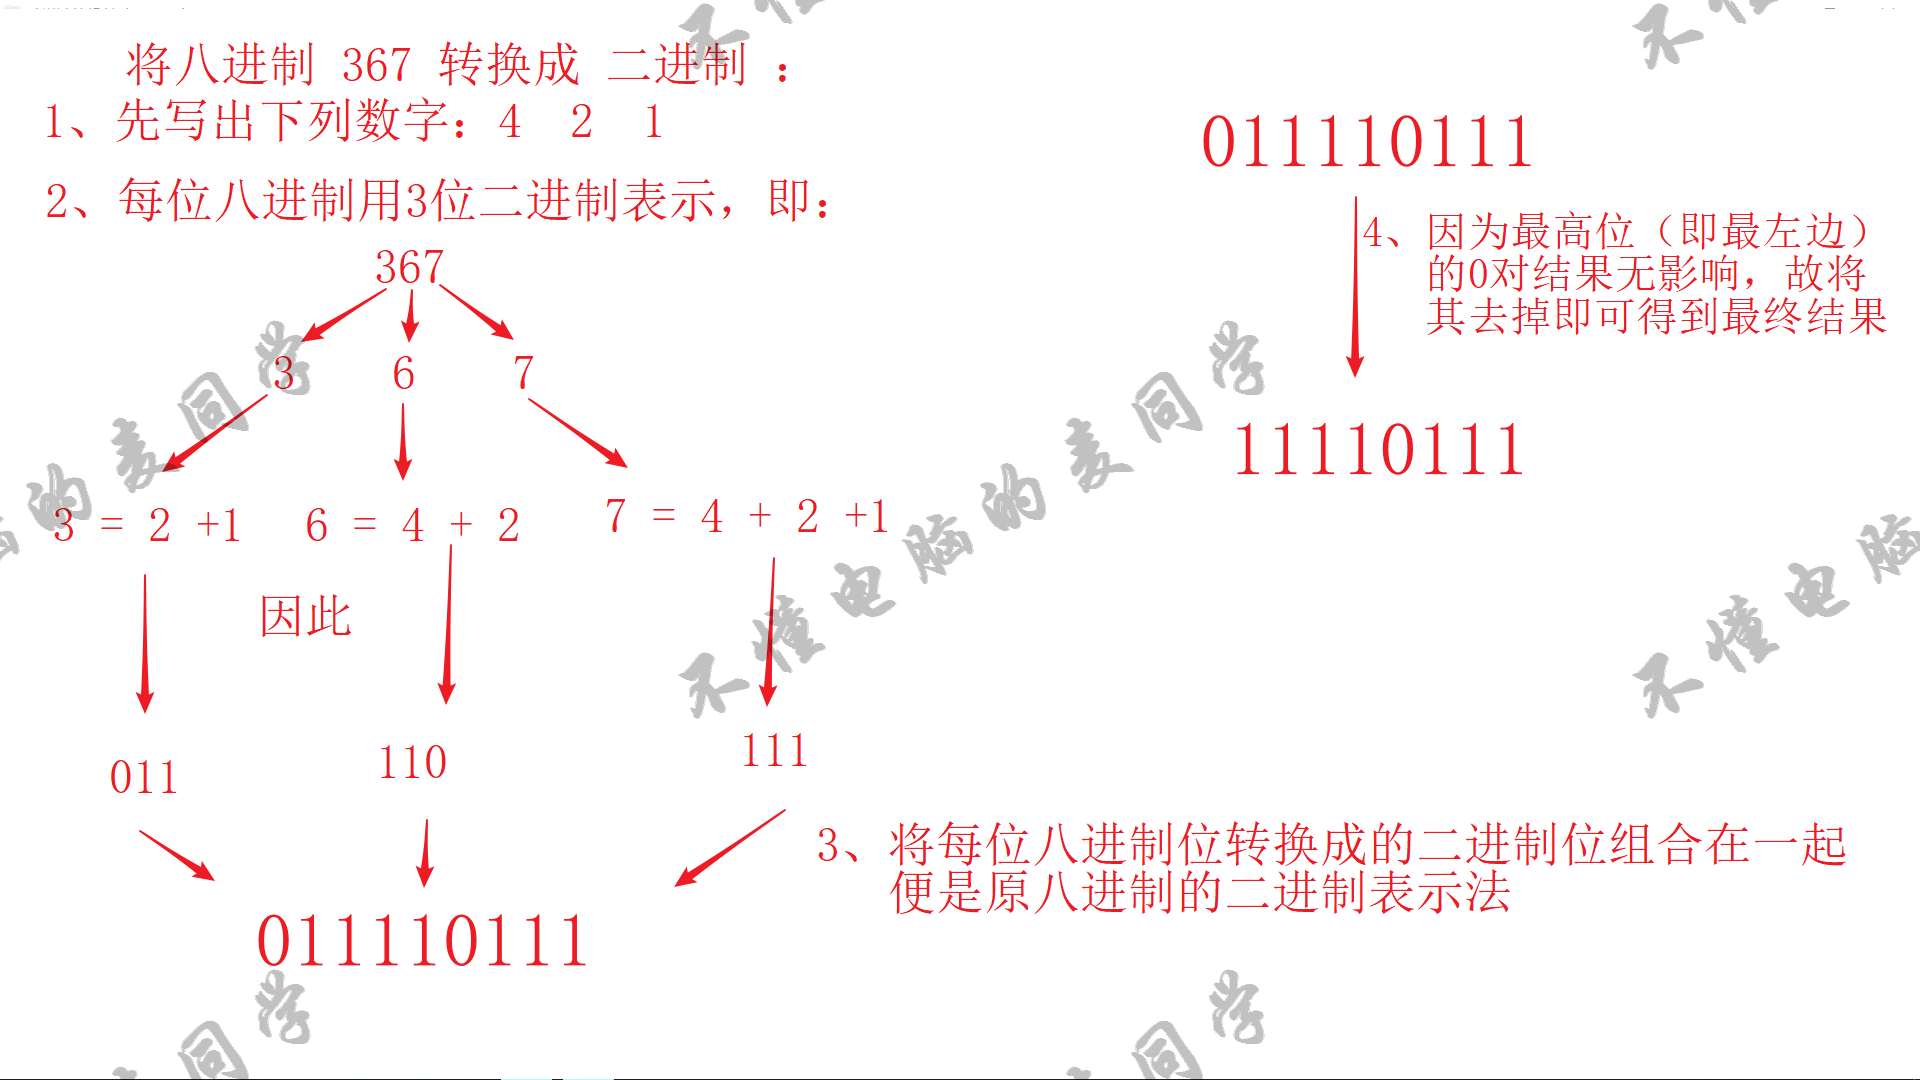 将八进制 367 转换成 二进制 ：
1、先写出下列数字：4 2 1
2、每位八进制用3位二进制表示，即：
367
3 6 7
3 = 2 +1 6 = 4 + 2 7 = 4 + 2 +1
因此
011 110 111
3、将每位八进制位转换成的二进制位组合在一起
便是原八进制的二进制表示法
011110111
011110111
4、因为最高位（即最左边）
的0对结果无影响，故将
其去掉即可得到最终结果
11110111
不懂电脑的麦同学